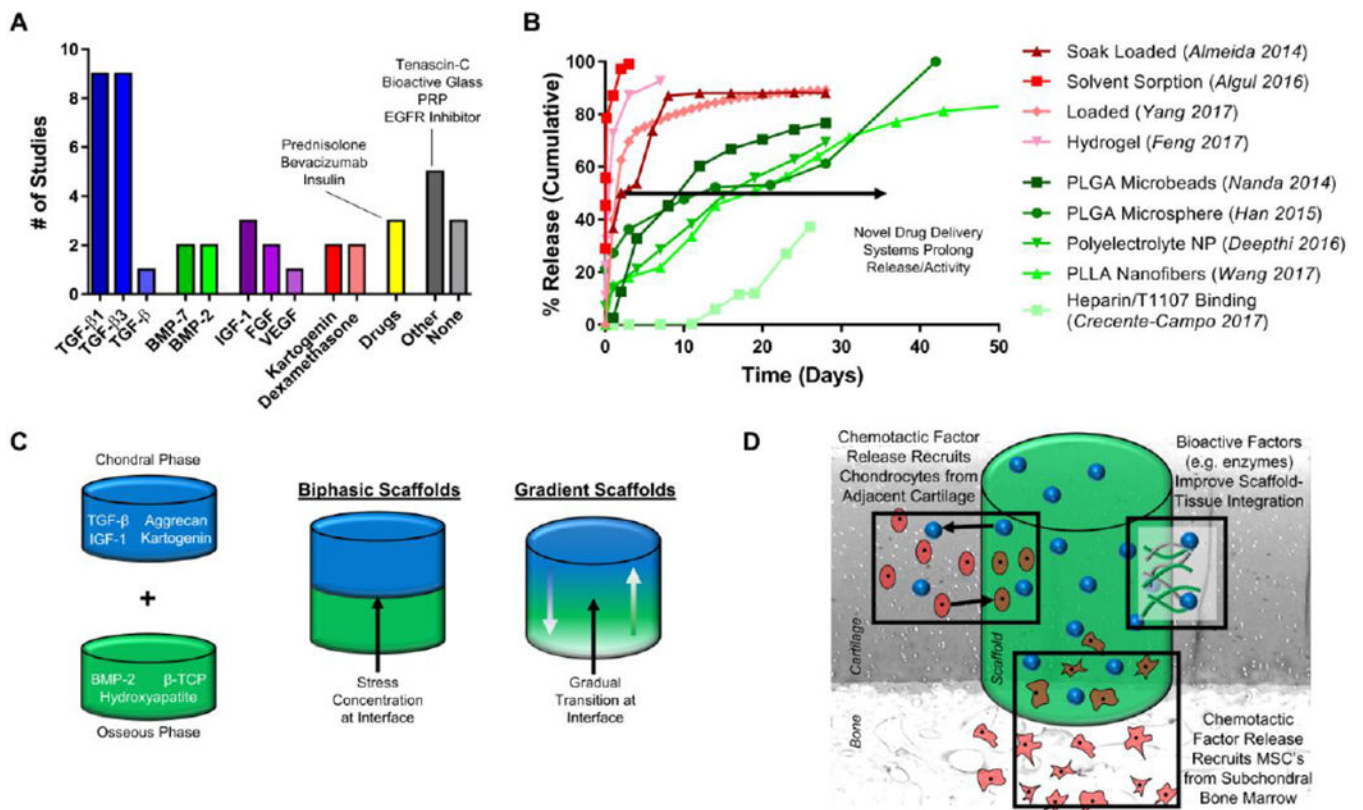 A
# of Studies
10
8
6
4
2
0
Prednisolone
Bevacizumab
Insulin
Tenascin-C
Bioactive Glass
PRP
EGFR Inhibitor
TGF-β1
TGF-β3
TGF-β
BMP-7
BMP-2
IGF-1
FGF
VEGF
Kartogenin
Dexamethasone
Drugs
Other
None
B
% Release (Cumulative)
100
80
60
40
20
0
0 10 20 30 40 50
Time (Days)
Novel Drug Delivery
Systems Prolong
Release/Activity
Soak Loaded (Almeida 2014)
Solvent Sorption (Algul 2016)
Loaded (Yang 2017)
Hydrogel (Feng 2017)
PLGA Microbeads (Nanda 2014)
PLGA Microsphere (Han 2015)
Polyelectrolyte NP (Deepthi 2016)
PLLA Nanofibers (Wang 2017)
Heparin/T1107 Binding
(Crecente-Campo 2017)
C
Chondral Phase
TGF-β Aggrecan
IGF-1 Kartogenin
+
BMP-2 β-TCP
Hydroxyapatite
Osseous Phase
Biphasic Scaffolds
Stress
Concentration
at Interface
Gradient Scaffolds
Gradual
Transition at
Interface
D
Chemotactic Factor
Release Recruits
Chondrocytes from
Adjacent Cartilage
Bioactive Factors
(e.g. enzymes)
Improve Scaffold-
Tissue Integration
Cartilage
Scaffold
Bone
Chemotactic
Factor Release
Recruits MSC's
from Subchondral
Bone Marrow